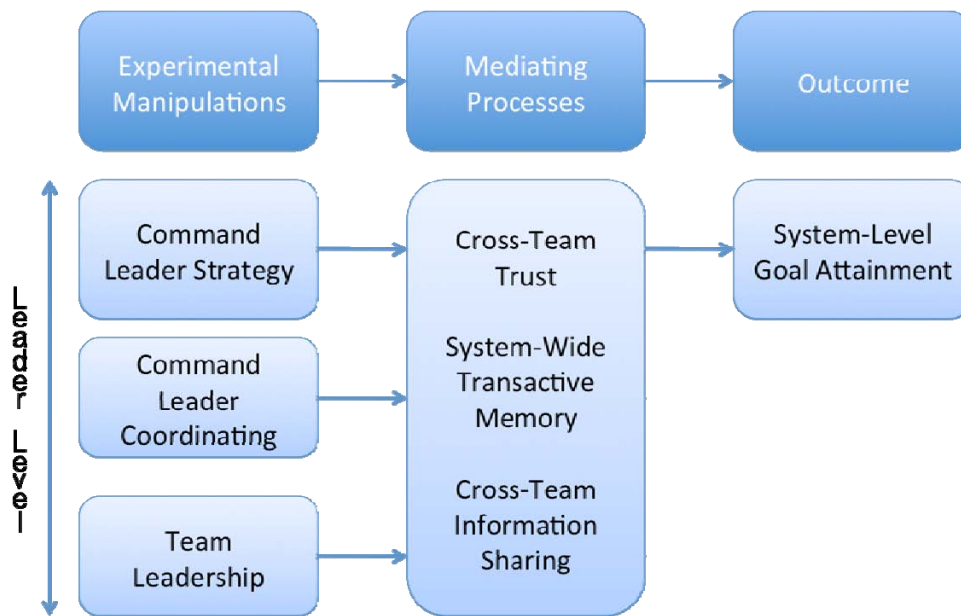 Experimental
Manipulations
Mediating
Processes
Outcome
Leader Level
Command
Leader Strategy
Cross-Team
Trust
System-Level
Goal Attainment
Command
Leader
Coordinating
System-Wide
Transactive
Memory
Team
Leadership
Cross-Team
Information
Sharing